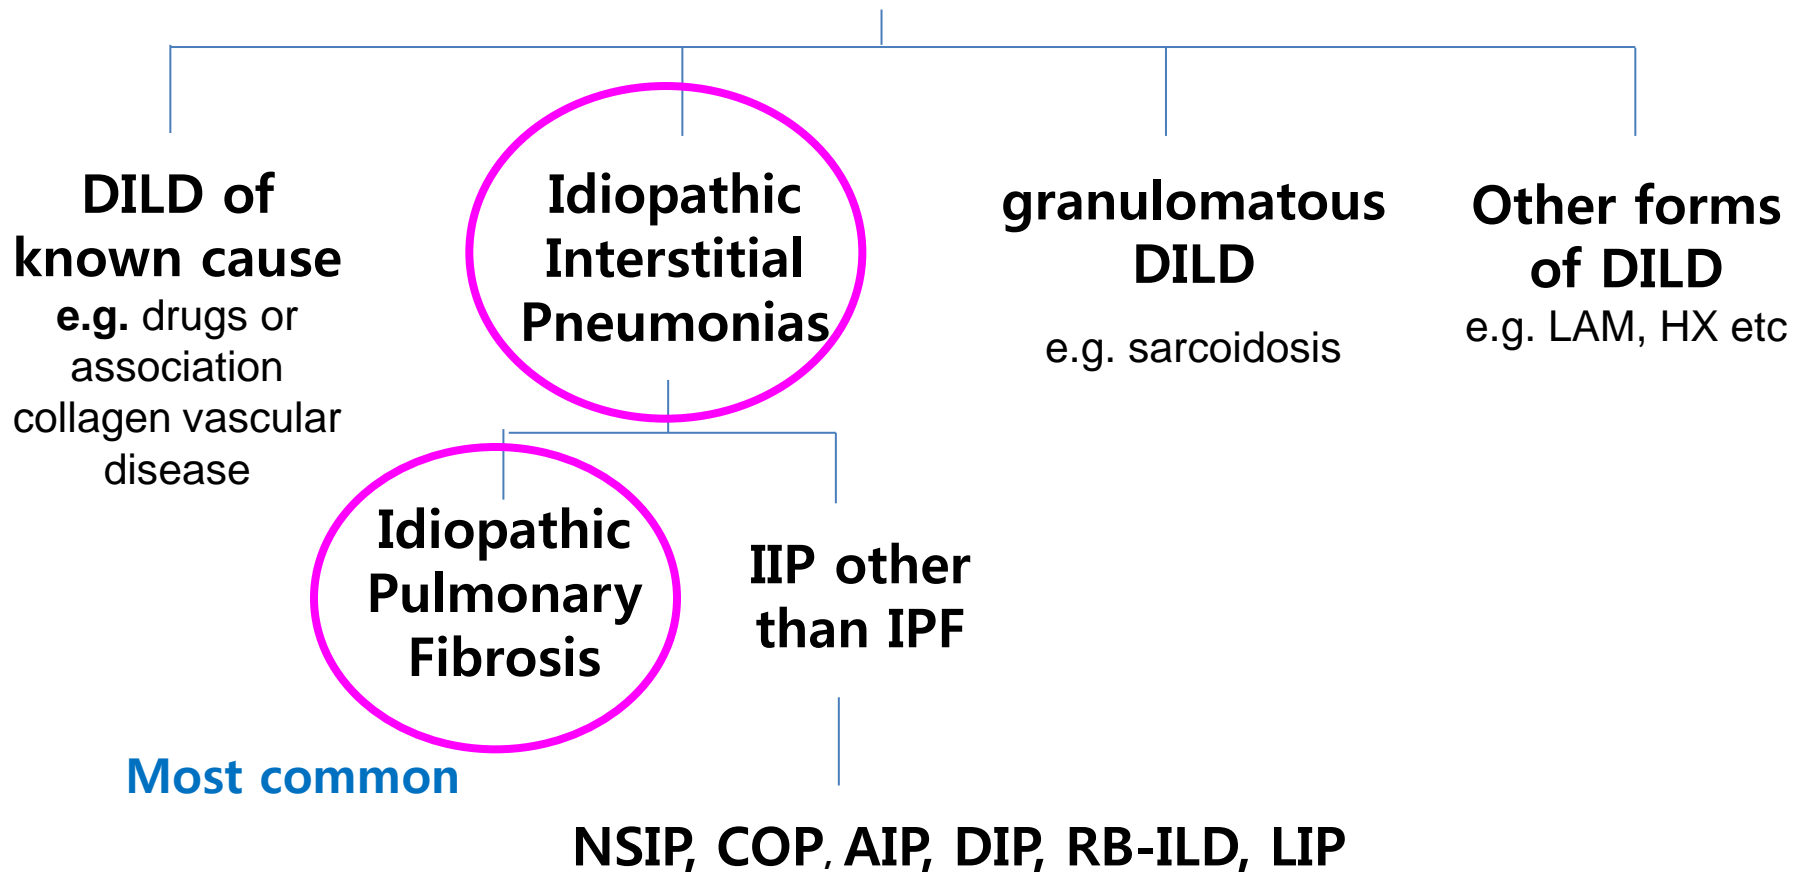 DILD of
known cause
e.g. drugs or
association
collagen vascular
disease
Idiopathic
Interstitial
Pneumonias
granulomatous
DILD
e.g. sarcoidosis
Other forms
of DILD
e.g. LAM, HX etc
Idiopathic
Pulmonary
Fibrosis
IIP other
than IPF
Most common
NSIP, COP, AIP, DIP, RB-ILD, LIP